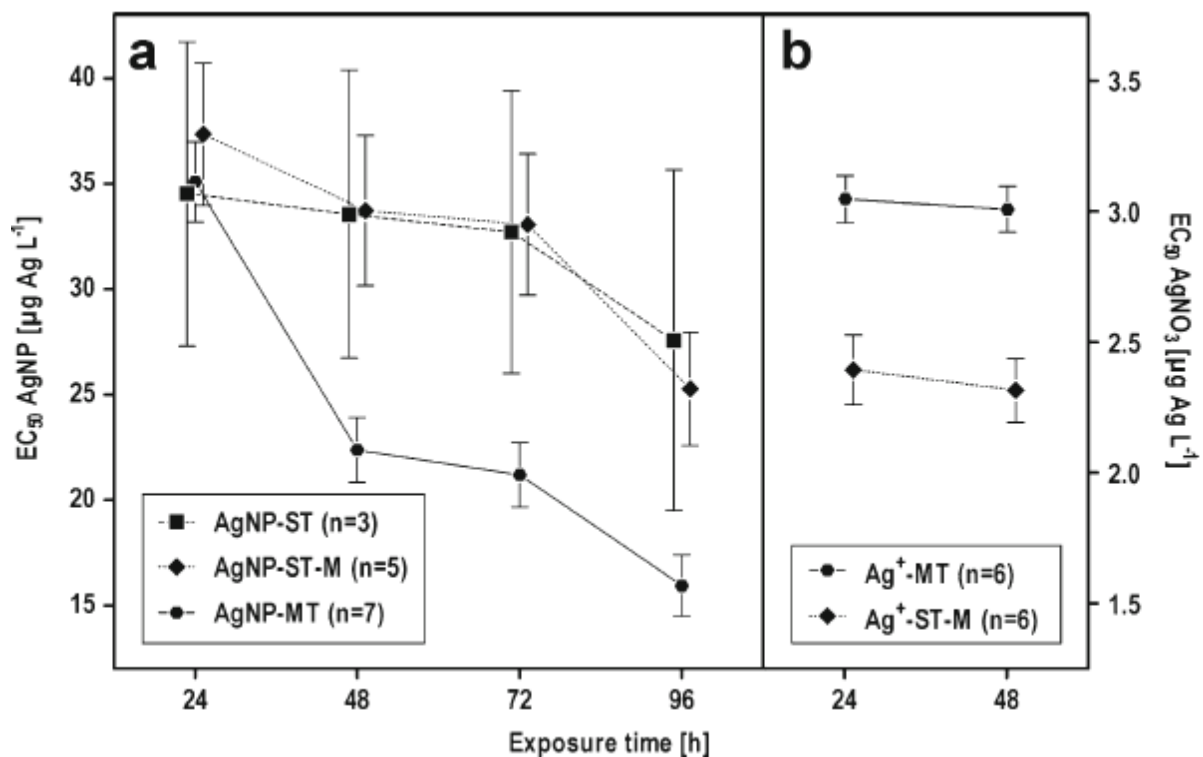 a
b
EC₅₀ AgNP [µg Ag L⁻¹]
40
35
30
25
20
15
AgNP-ST (n=3)
AgNP-ST-M (n=5)
AgNP-MT (n=7)
Ag⁺-MT (n=6)
Ag⁺-ST-M (n=6)
3.5
3.0
2.5
2.0
1.5
EC₅₀ AgNO₃ [µg Ag L⁻¹]
24 48 72 96 24 48
Exposure time [h]